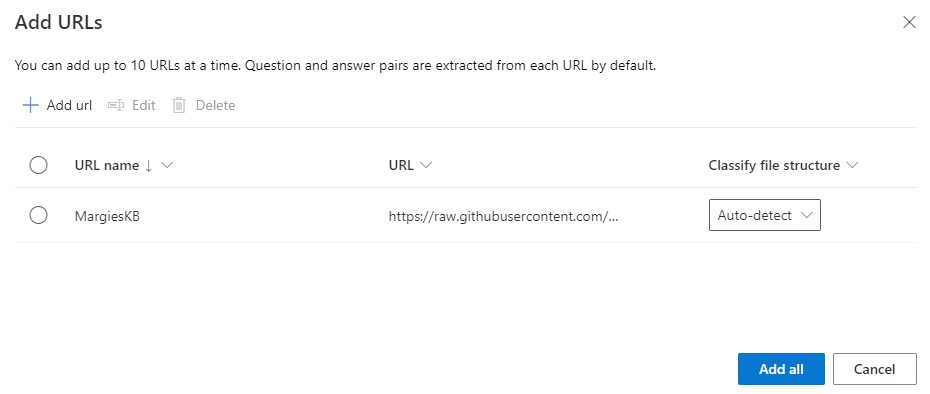 Add URLs
You can add up to 10 URLs at a time. Question and answer pairs are extracted from each URL by default.
Add url Edit Delete
URL name URL Classify file structure
MargiesKB https://raw.githubusercontent.com/... Auto-detect
Add all Cancel